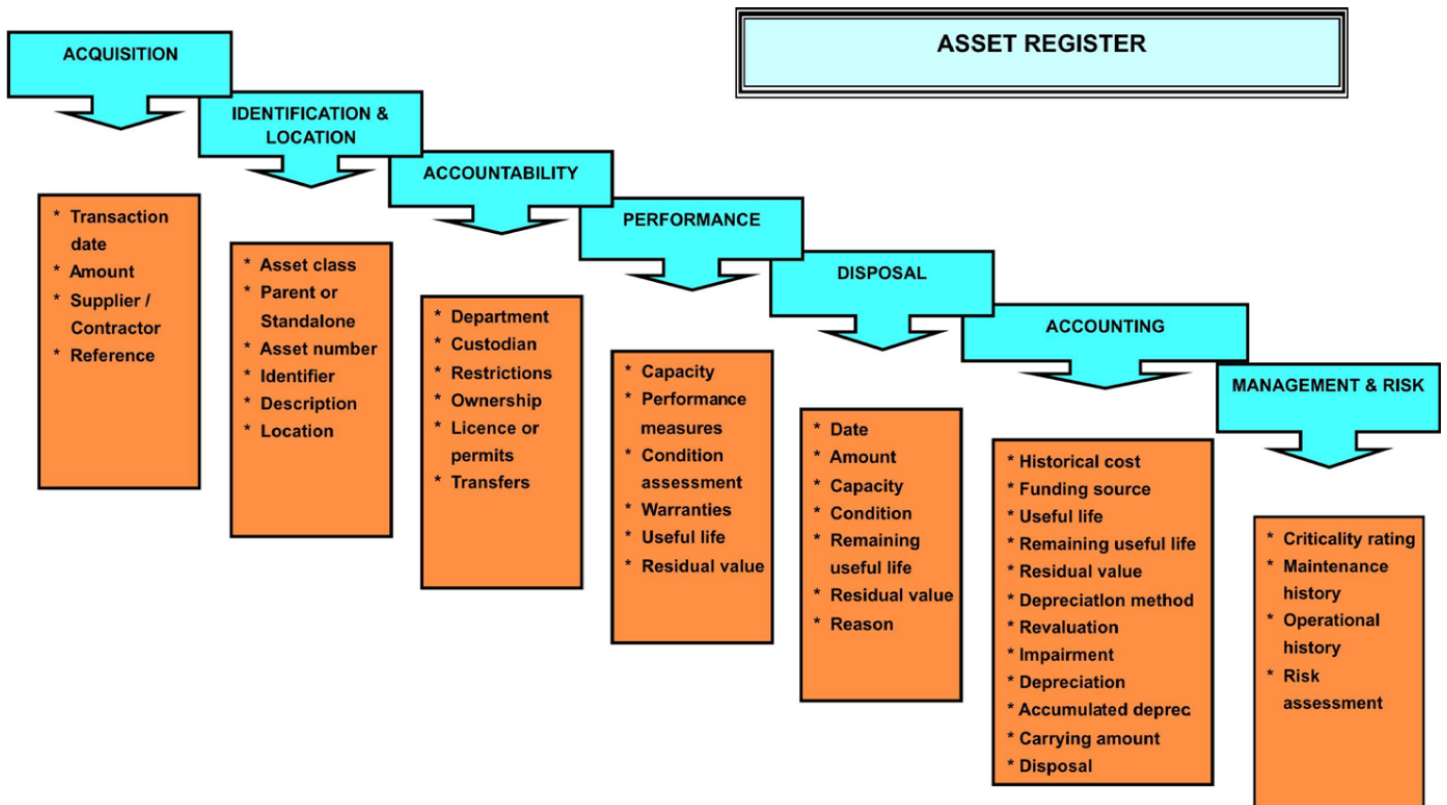 ASSET REGISTER
ACQUISITION
* Transaction
date
* Amount
* Supplier /
Contractor
* Reference
IDENTIFICATION &
LOCATION
* Asset class
* Parent or
Standalone
* Asset number
* Identifier
* Description
* Location
ACCOUNTABILITY
* Department
* Custodian
* Restrictions
* Ownership
* Licence or
permits
* Transfers
PERFORMANCE
* Capacity
* Performance
measures
* Condition
assessment
* Warranties
* Useful life
* Residual value
DISPOSAL
* Date
* Amount
* Capacity
* Condition
* Remaining
useful life
* Residual value
* Reason
ACCOUNTING
* Historical cost
* Funding source
* Useful life
* Remaining useful life
* Residual value
* Depreciation method
* Revaluation
* Impairment
* Depreciation
* Accumulated deprec.
* Carrying amount
* Disposal
MANAGEMENT & RISK
* Criticality rating
* Maintenance
history
* Operational
history
* Risk
assessment